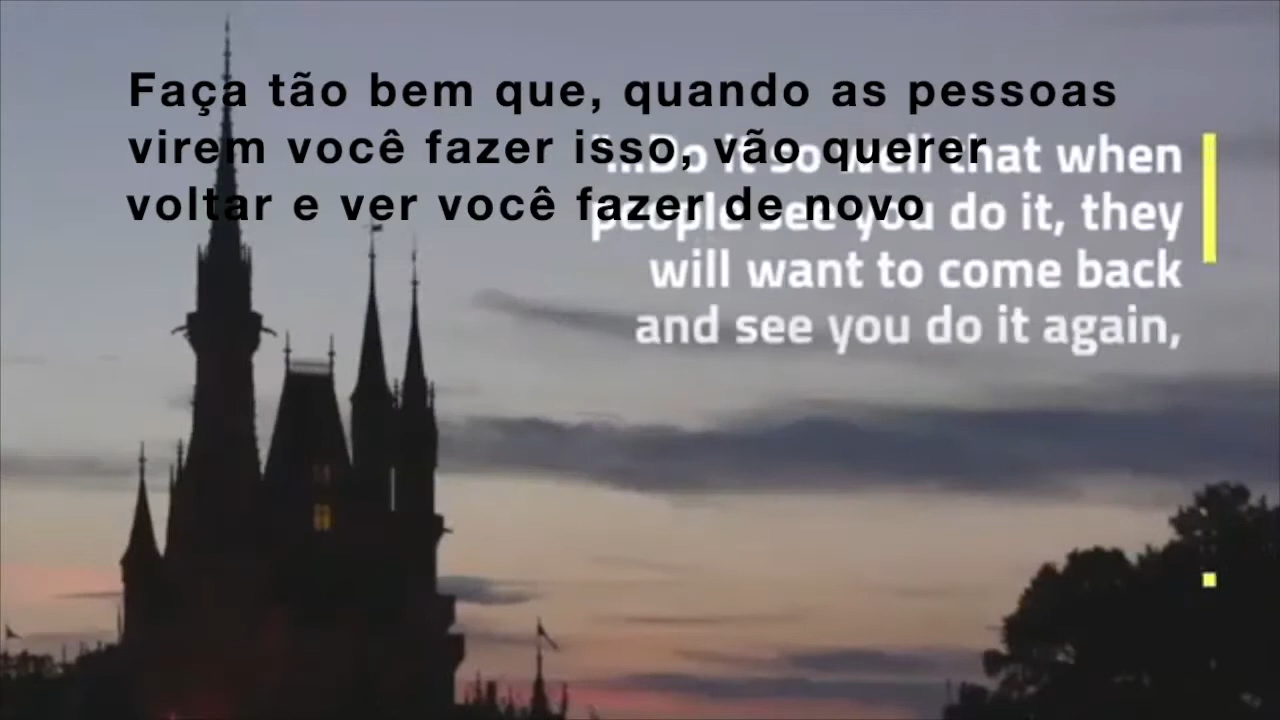 Faça tão bem que, quando as pessoas
virem você fazer isso, vão querer
voltar e ver você fazer de novo
"...Do it so well that when
people see you do it, they
will want to come back
and see you do it again,